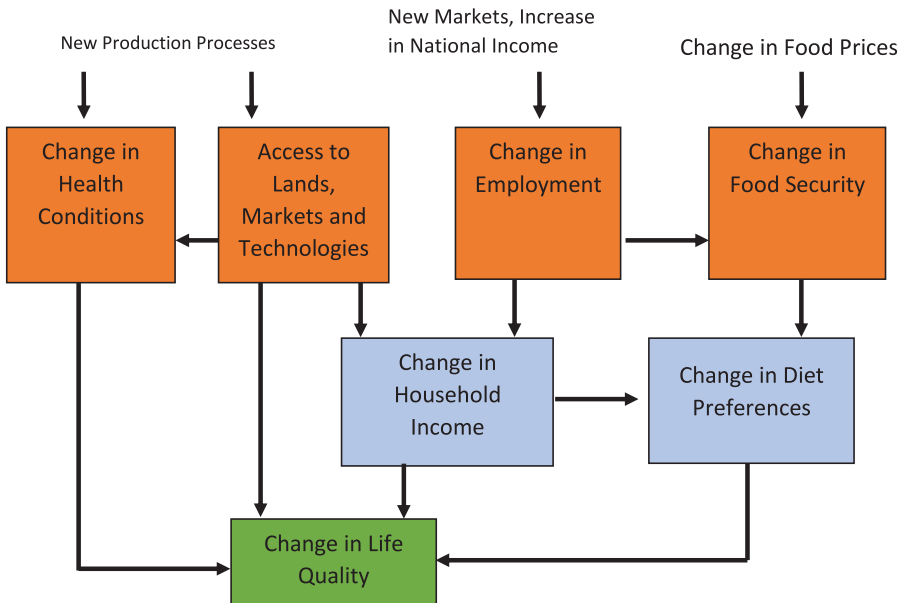 New Production Processes
New Markets, Increase
in National Income
Change in Food Prices
Change in
Health
Conditions
Access to
Lands,
Markets and
Technologies
Change in
Employment
Change in
Food Security
Change in
Household
Income
Change in Diet
Preferences
Change in Life
Quality